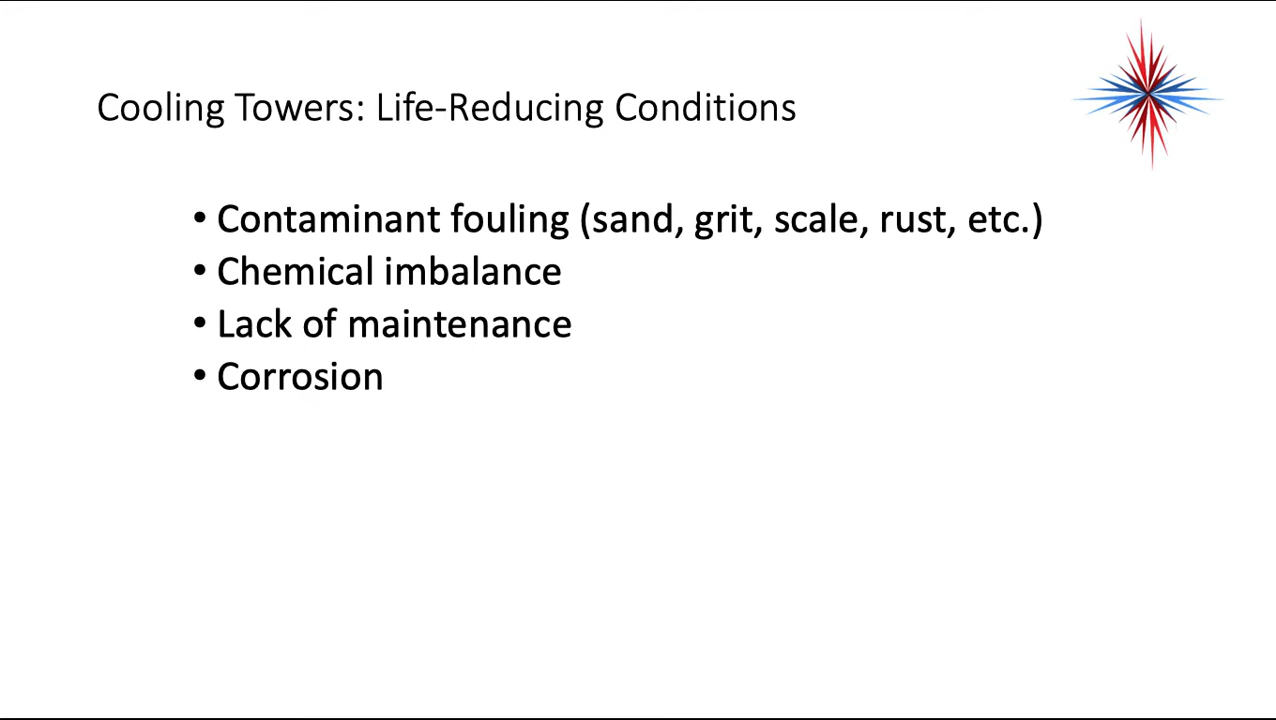 Cooling Towers: Life-Reducing Conditions
• Contaminant fouling (sand, grit, scale, rust, etc.)
• Chemical imbalance
• Lack of maintenance
• Corrosion